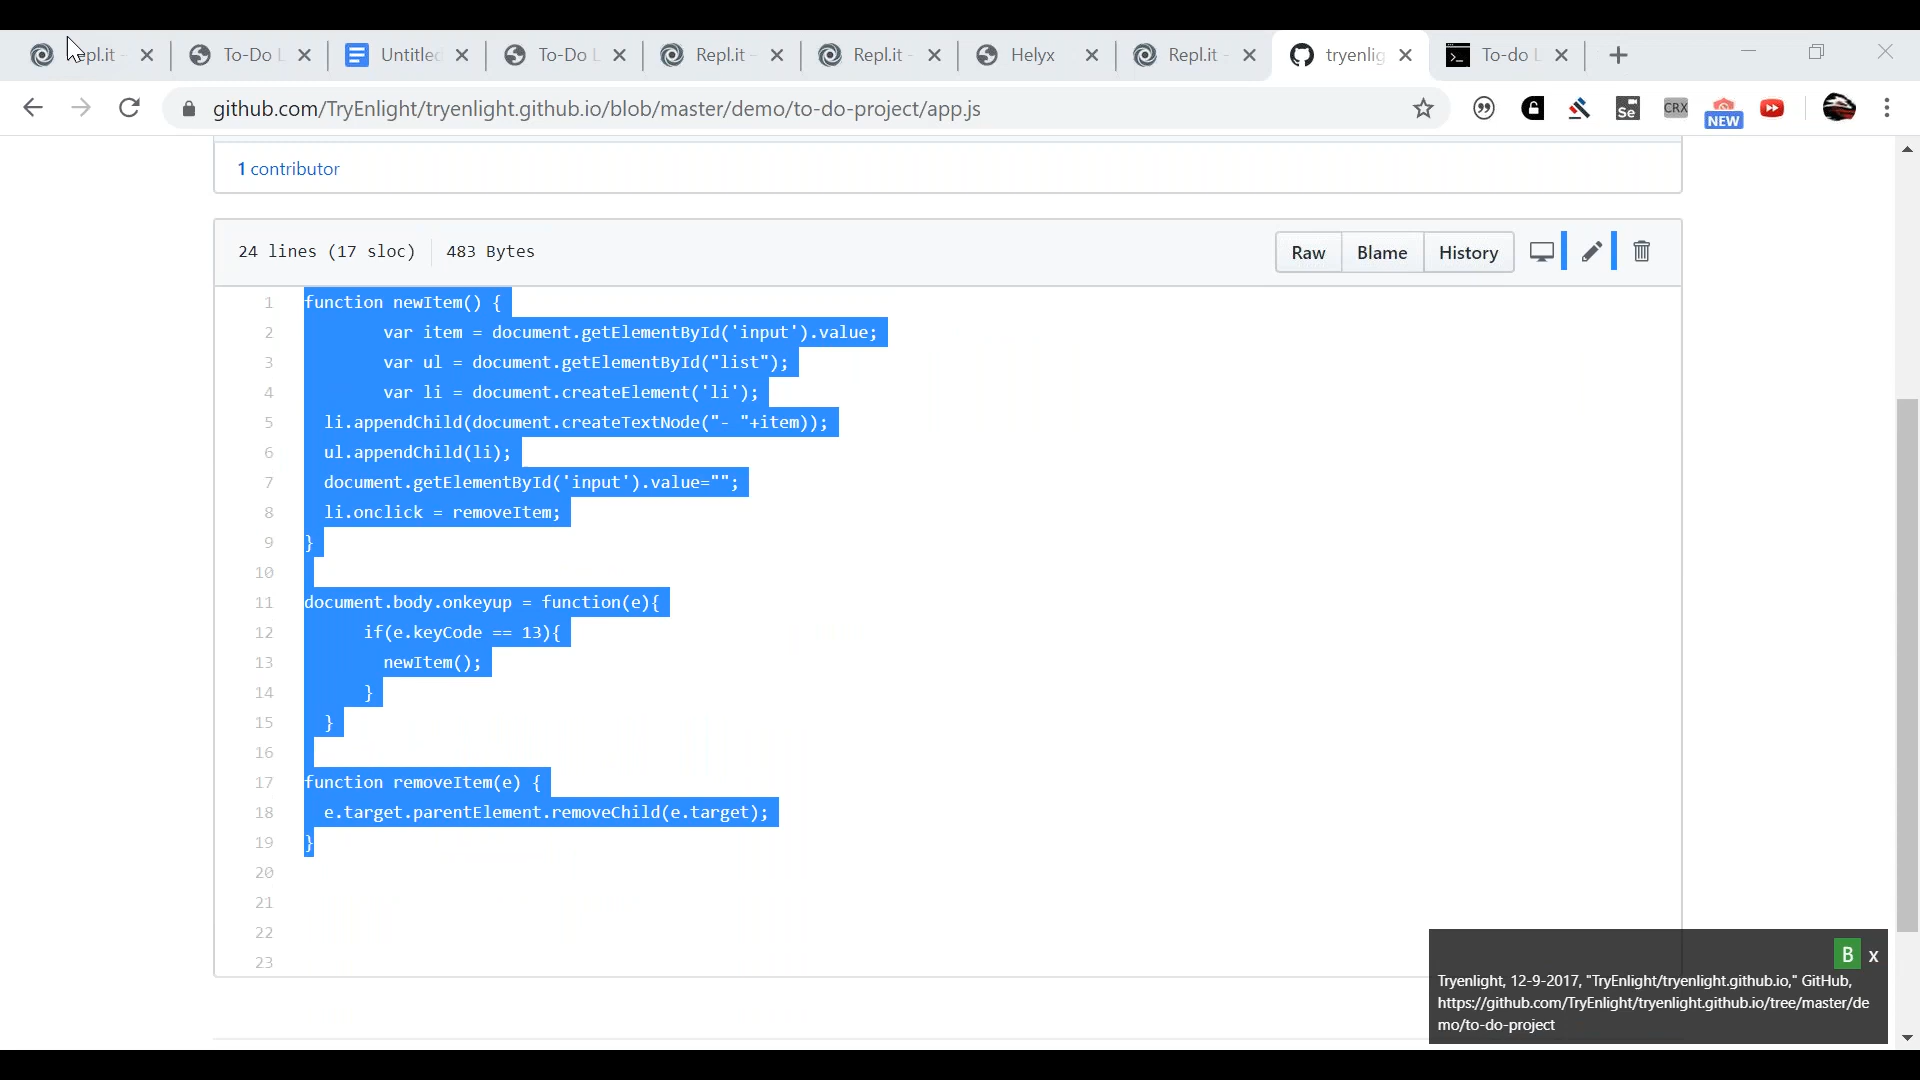 epl.it
To-Do L
Untitled
To-Do L
Repl.it -
Repl.it -
Helyx
Repl.it -
tryenlig
To-do L
github.com/TryEnlight/tryenlight.github.io/blob/master/demo/to-do-project/app.js
Se
CRX
NEW
1 contributor
24 lines (17 sloc) 483 Bytes
Raw Blame History
1 function newItem() {
2 var item = document.getElementById('input').value;
3 var ul = document.getElementById("list");
4 var li = document.createElement('li');
5 li.appendChild(document.createTextNode("- "+item));
6 ul.appendChild(li);
7 document.getElementById('input').value="";
8 li.onclick = removeItem;
9 }
10
11 document.body.onkeyup = function(e){
12 if(e.keyCode == 13){
13 newItem();
14 }
15 }
16
17 function removeItem(e) {
18 e.target.parentElement.removeChild(e.target);
19 }
20
21
22
23
B x
Tryenlight, 12-9-2017, "TryEnlight/tryenlight.github.io," GitHub,
https://github.com/TryEnlight/tryenlight.github.io/tree/master/de
mo/to-do-project